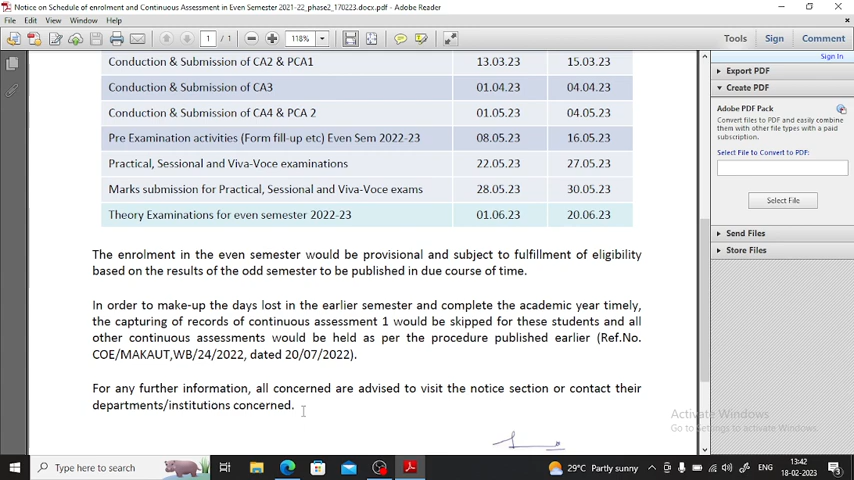 Notice on Schedule of enrolment and Continuous Assessment in Even Semester 2021-22_phase2_170223.docx.pdf - Adobe Reader
File Edit View Window Help
1 / 1 118% Tools Sign Comment
Sign In
Conduction & Submission of CA2 & PCA1 13.03.23 15.03.23
Conduction & Submission of CA3 01.04.23 04.04.23
Conduction & Submission of CA4 & PCA 2 01.05.23 04.05.23
Pre Examination activities (Form fill-up etc) Even Sem 2022-23 08.05.23 16.05.23
Practical, Sessional and Viva-Voce examinations 22.05.23 27.05.23
Marks submission for Practical, Sessional and Viva-Voce exams 28.05.23 30.05.23
Theory Examinations for even semester 2022-23 01.06.23 20.06.23
The enrolment in the even semester would be provisional and subject to fulfillment of eligibility
based on the results of the odd semester to be published in due course of time.
In order to make-up the days lost in the earlier semester and complete the academic year timely,
the capturing of records of continuous assessment 1 would be skipped for these students and all
other continuous assessments would be held as per the procedure published earlier (Ref.No.
COE/MAKAUT,WB/24/2022, dated 20/07/2022).
For any further information, all concerned are advised to visit the notice section or contact their
departments/institutions concerned.
Export PDF
Create PDF
Adobe PDF Pack
Convert files to PDF and easily combine
them with other file types with a paid
subscription.
Select File to Convert to PDF:
Select File
Send Files
Store Files
Activate Windows
Go to Settings to activate Windows.
Type here to search
29°C Partly sunny
ENG
13:42
18-02-2023
3